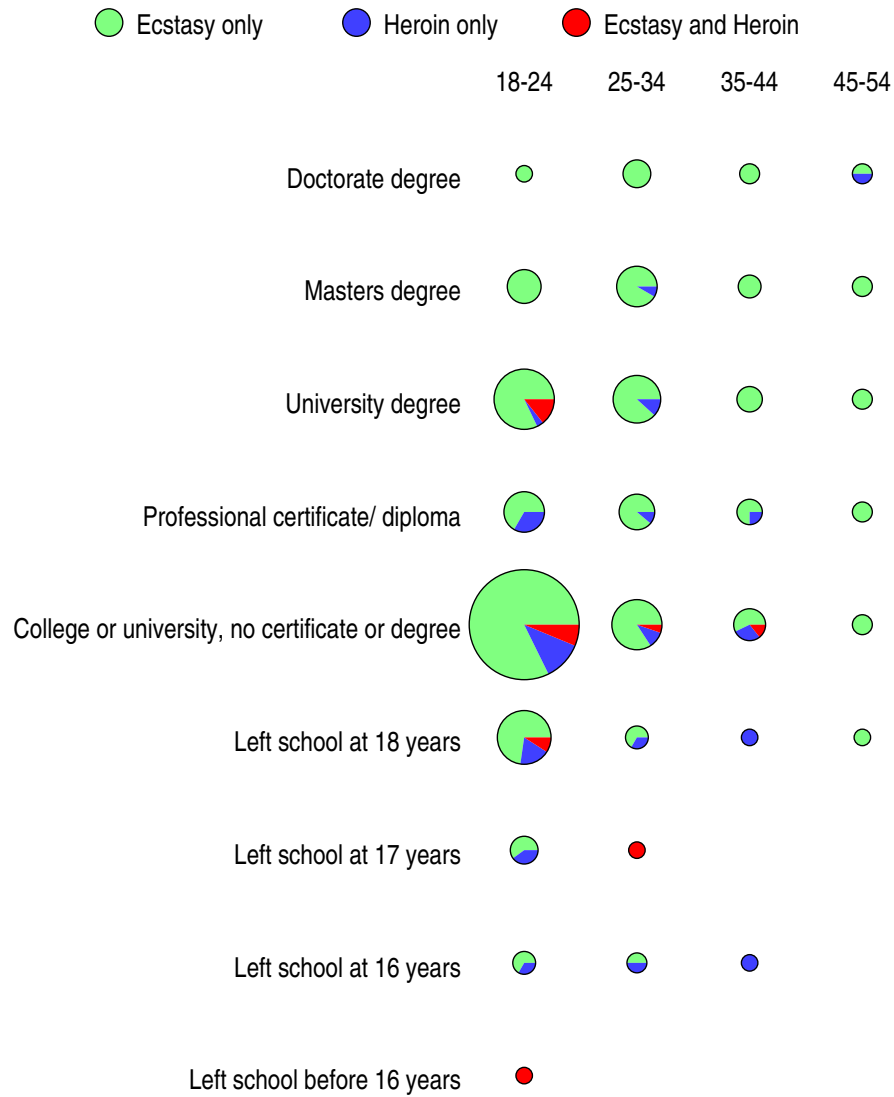 Ecstasy only Heroin only Ecstasy and Heroin
18-24 25-34 35-44 45-54
Doctorate degree
Masters degree
University degree
Professional certificate/ diploma
College or university, no certificate or degree
Left school at 18 years
Left school at 17 years
Left school at 16 years
Left school before 16 years